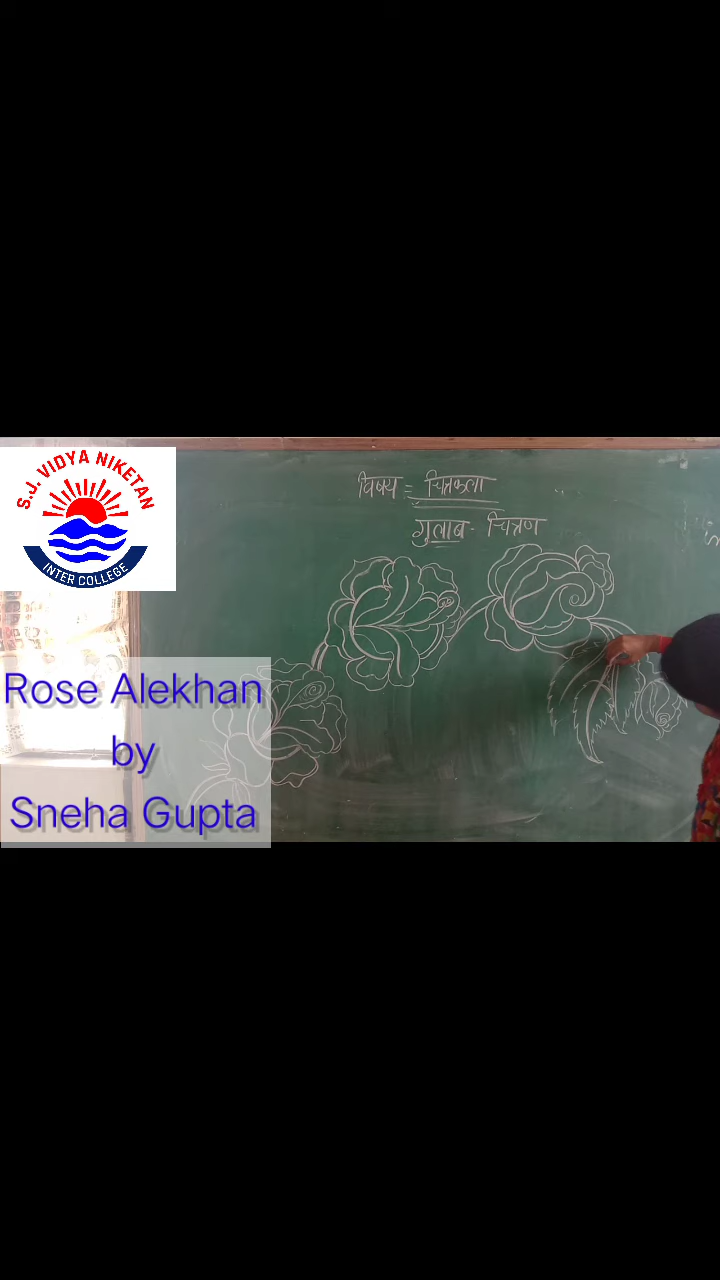 S.J. VIDYA NIKETAN
INTER COLLEGE
विषय = चित्रकला
गुलाब - चित्रण
Rose Alekhan
by
Sneha Gupta